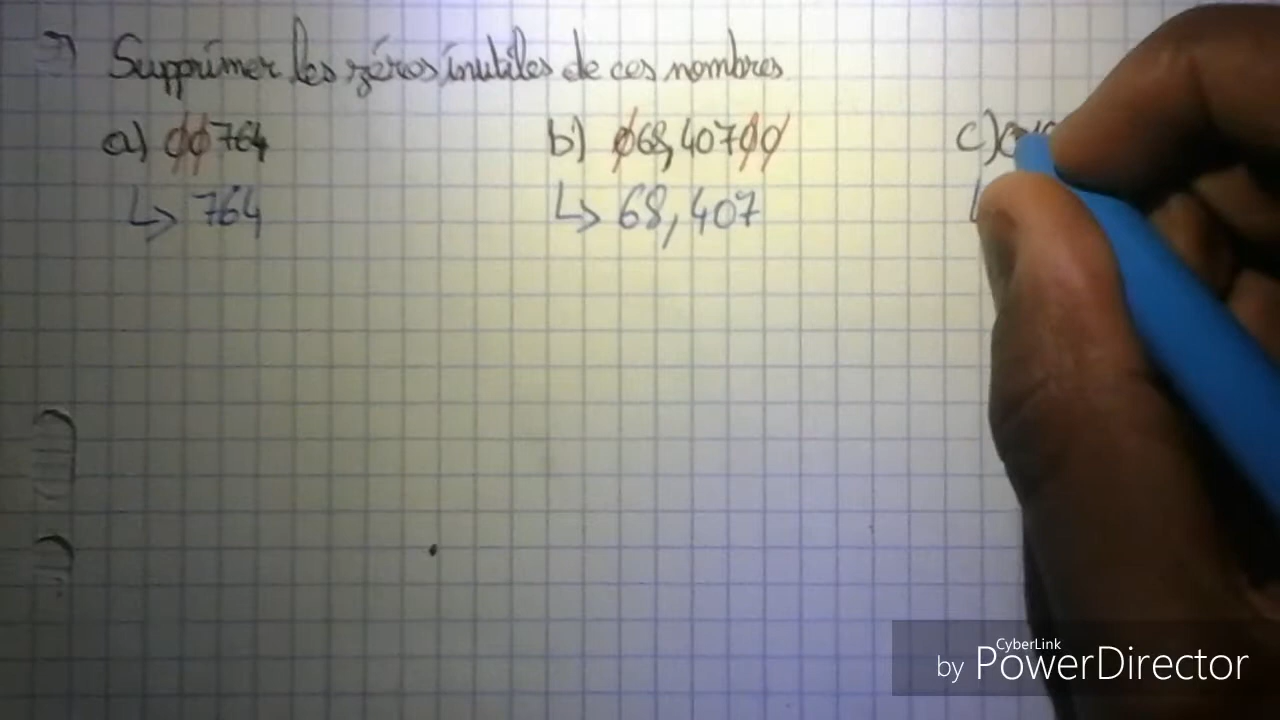 Supprimer les zéros inutiles de ces nombres
a) 00764 b) 068,40700 c)
↳ 764 ↳ 68,407
CyberLink
by PowerDirector